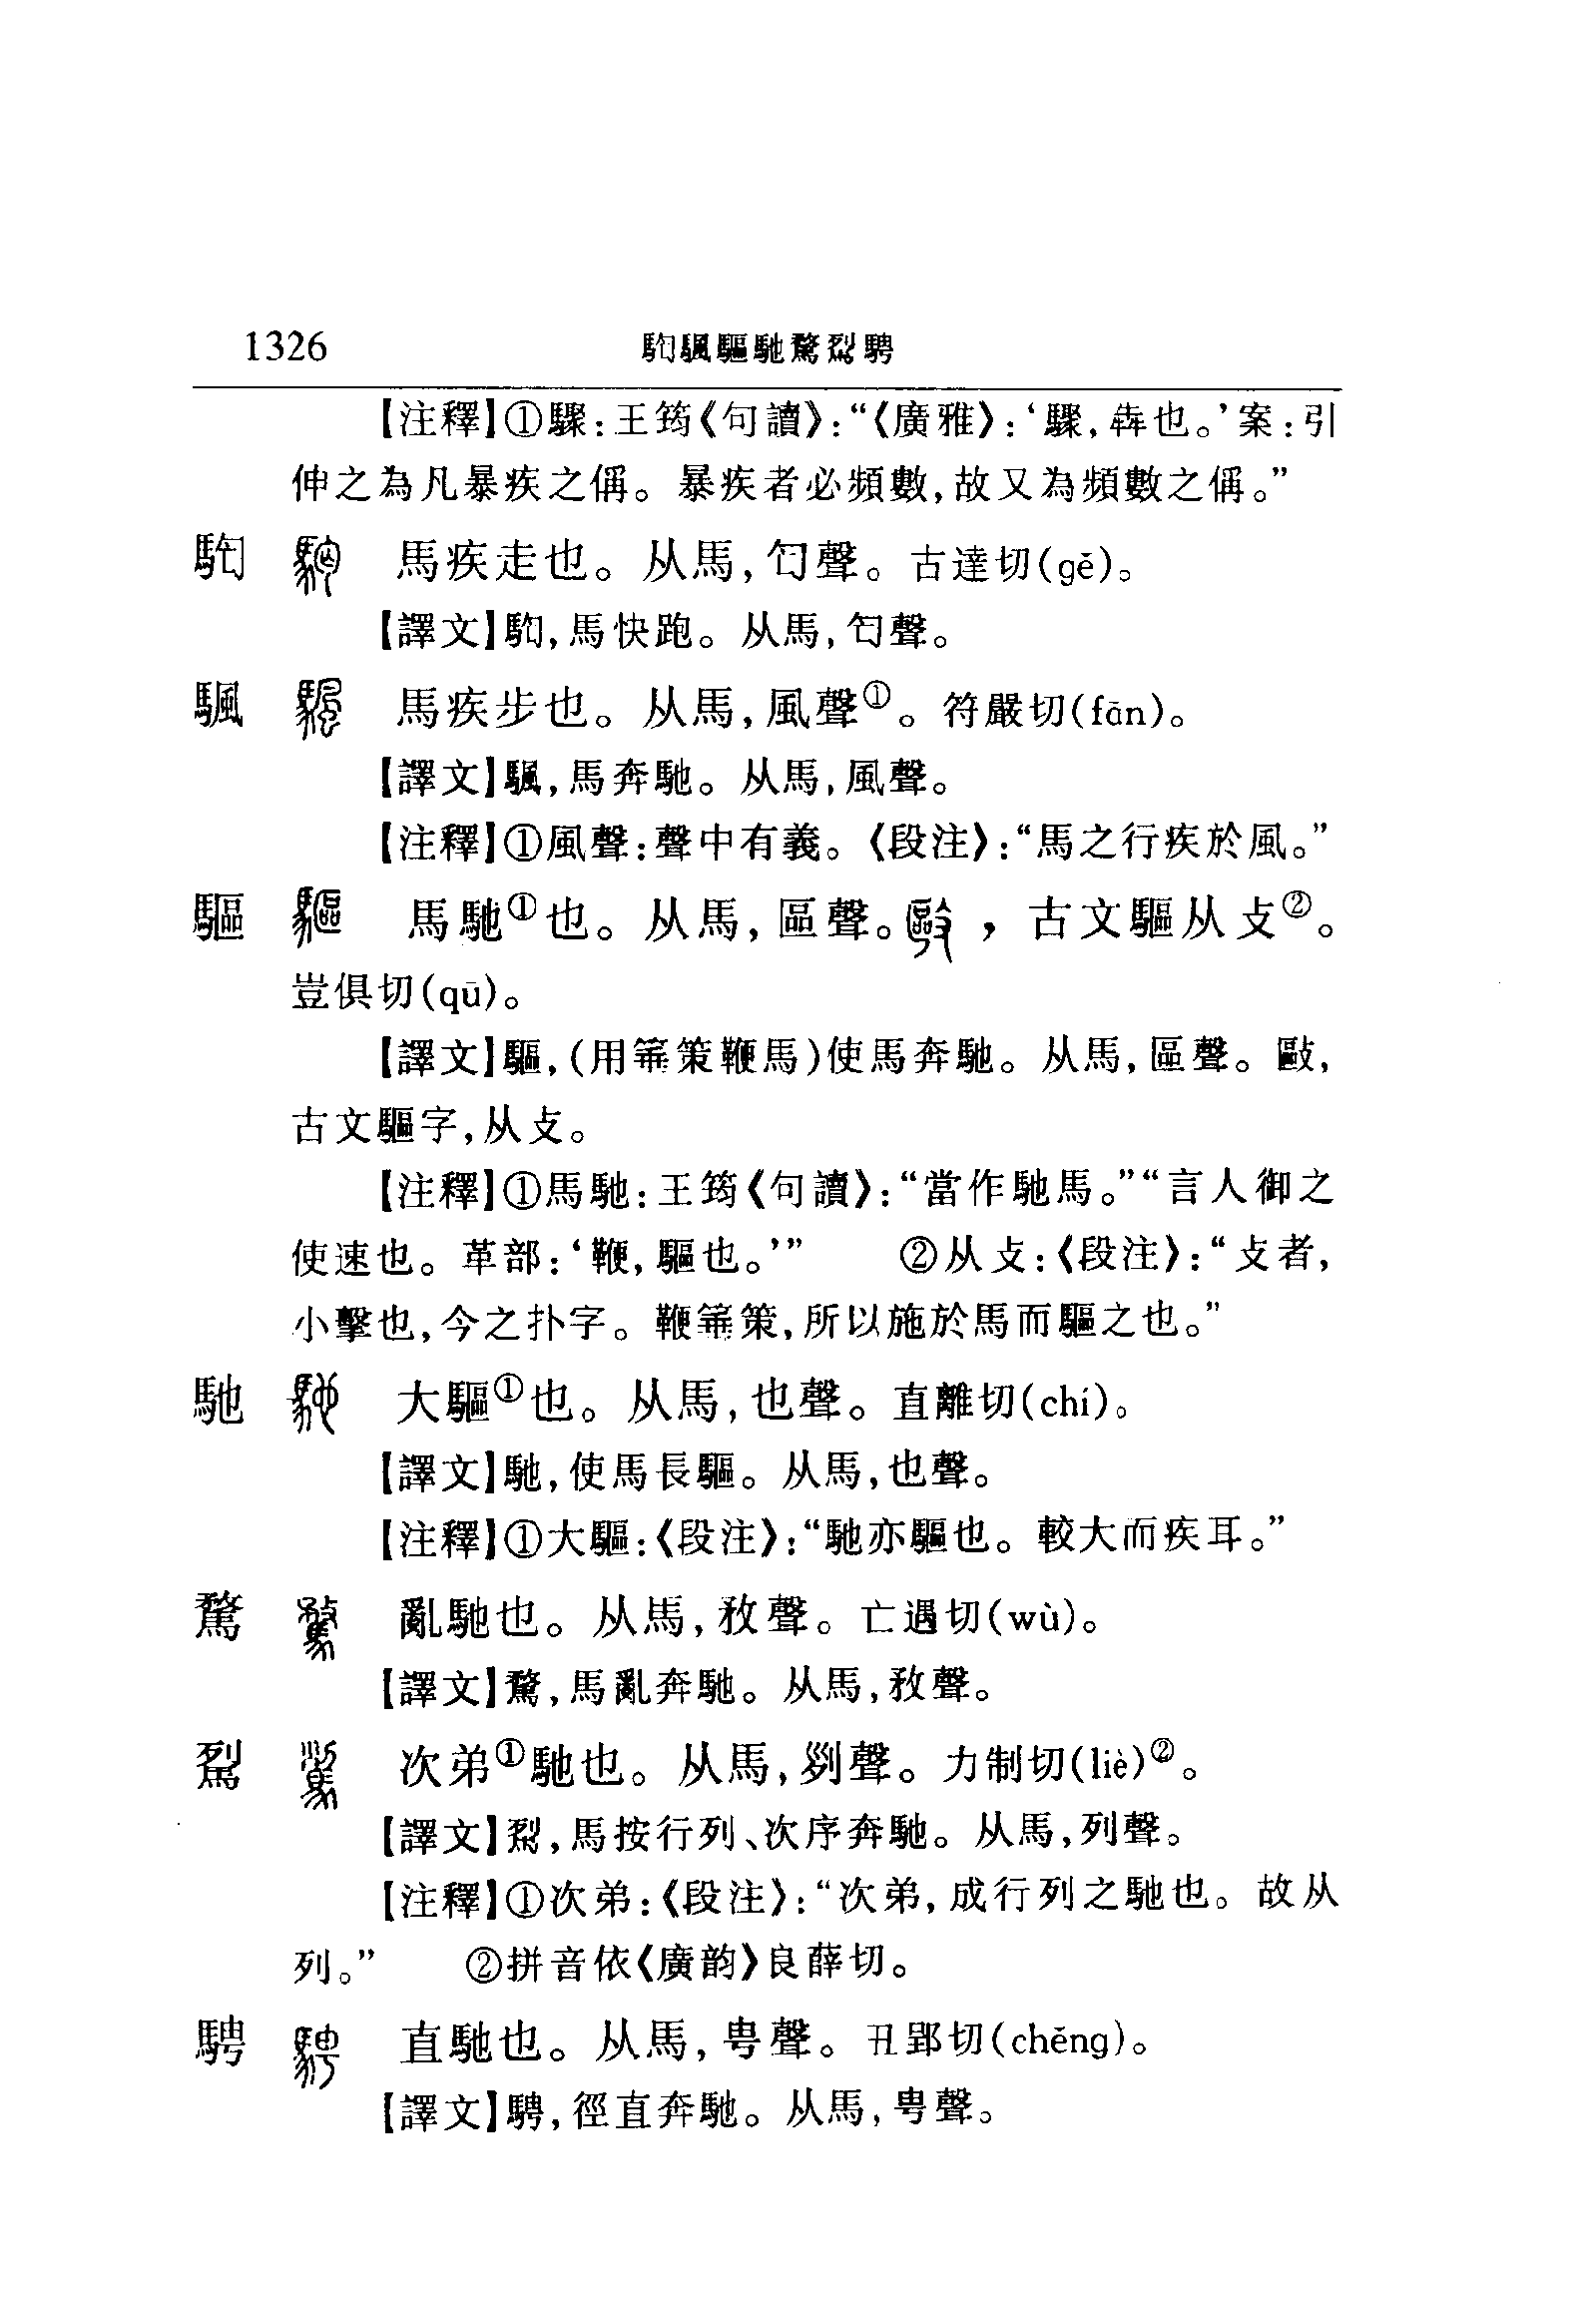 1326 馰颿驅馳騖䮋騁
【注釋】①驟:王筠《句讀》:“《廣雅》:‘驟,犇也。’案:引
伸之為凡暴疾之偁。暴疾者必頻數,故又為頻數之偁。”
𩡺 馬疾走也。从馬,匃聲。古達切(gě)。
【譯文】𩡺,馬快跑。从馬,匃聲。
颿 馬疾步也。从馬,風聲①。符嚴切(fān)。
【譯文】颿,馬奔馳。从馬,風聲。
【注釋】①風聲:聲中有義。《段注》:“馬之行疾於風。”
驅 馬馳①也。从馬,區聲。敺,古文驅从攴②。
豈俱切(qū)。
【譯文】驅,(用箠策鞭馬)使馬奔馳。从馬,區聲。敺,
古文驅字,从攴。
【注釋】①馬馳:王筠《句讀》:“當作馳馬。”“言人御之
使速也。革部:‘鞭,驅也。’” ②从攴:《段注》:“攴者,
小擊也,今之扑字。鞭箠策,所以施於馬而驅之也。”
馳 大驅①也。从馬,也聲。直離切(chí)。
【譯文】馳,使馬長驅。从馬,也聲。
【注釋】①大驅:《段注》:“馳亦驅也。較大而疾耳。”
騖 亂馳也。从馬,敄聲。亡遇切(wù)。
【譯文】騖,馬亂奔馳。从馬,敄聲。
䮋 次弟①馳也。从馬,𠛱聲。力制切(liè)②。
【譯文】䮋,馬按行列、次序奔馳。从馬,列聲。
【注釋】①次弟:《段注》:“次弟,成行列之馳也。故从
列。” ②拼音依《廣韵》良薛切。
騁 直馳也。从馬,甹聲。丑郢切(chěng)。
【譯文】騁,徑直奔馳。从馬,甹聲。